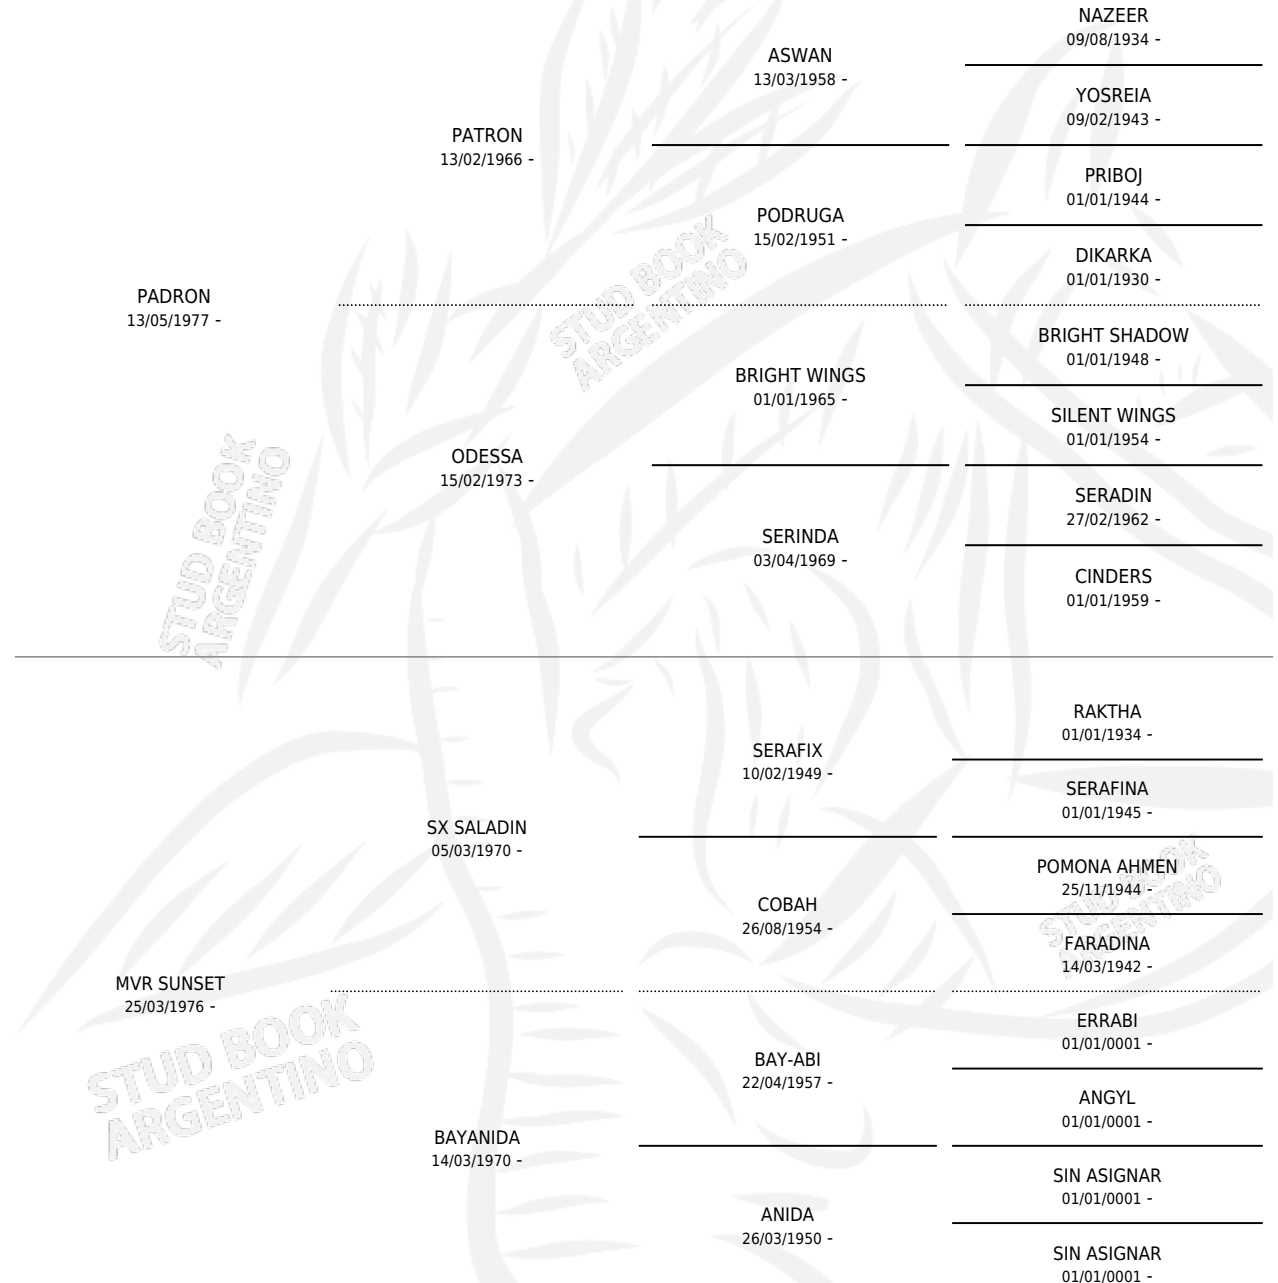 NAZEER
09/08/1934 -
ASWAN
13/03/1958 -
YOSREIA
09/02/1943 -
PATRON
13/02/1966 -
PRIBOJ
01/01/1944 -
PODRUGA
15/02/1951 -
DIKARKA
01/01/1930 -
PADRON
13/05/1977 -
BRIGHT SHADOW
01/01/1948 -
BRIGHT WINGS
01/01/1965 -
SILENT WINGS
01/01/1954 -
ODESSA
15/02/1973 -
SERADIN
27/02/1962 -
SERINDA
03/04/1969 -
CINDERS
01/01/1959 -
RAKTHA
01/01/1934 -
SERAFIX
10/02/1949 -
SERAFINA
01/01/1945 -
SX SALADIN
05/03/1970 -
POMONA AHMEN
25/11/1944 -
COBAH
26/08/1954 -
FARADINA
14/03/1942 -
MVR SUNSET
25/03/1976 -
ERRABI
01/01/0001 -
BAY-ABI
22/04/1957 -
ANGYL
01/01/0001 -
BAYANIDA
14/03/1970 -
SIN ASIGNAR
01/01/0001 -
ANIDA
26/03/1950 -
SIN ASIGNAR
01/01/0001 -
STUD BOOK
ARGENTINO
STUD BOOK
ARGENTINO
STUD BOOK
ARGENTINO
STUD BOOK
ARGENTINO